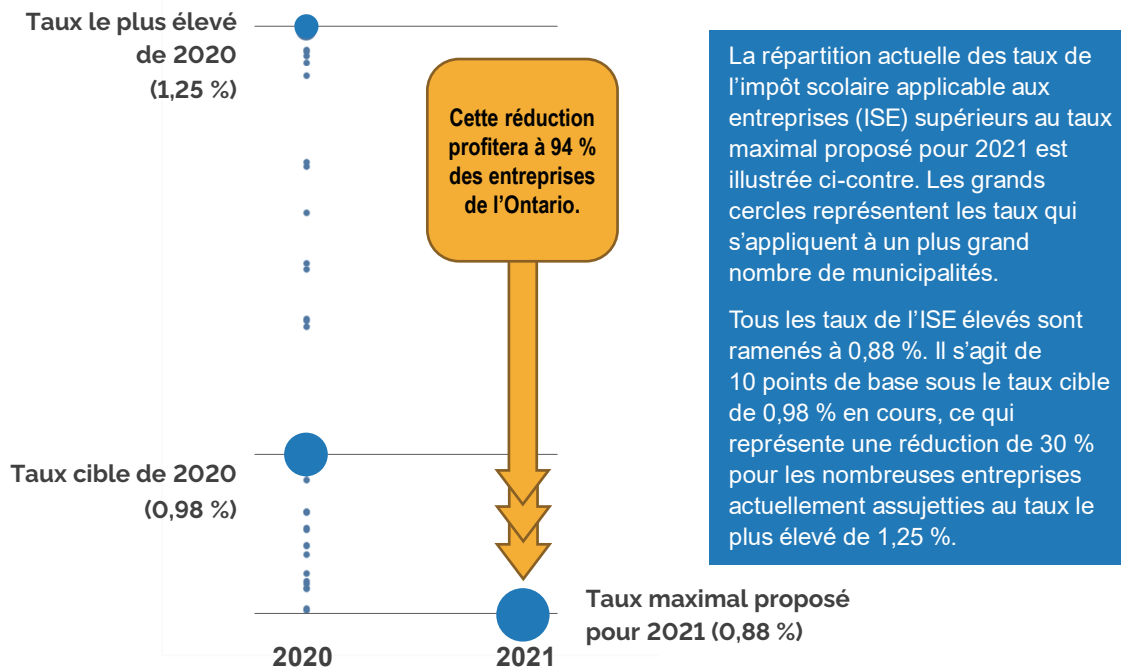 Taux le plus élevé
de 2020
(1,25 %)
Cette réduction
profitera à 94 %
des entreprises
de l’Ontario.
Taux cible de 2020
(0,98 %)
Taux maximal proposé
pour 2021 (0,88 %)
2020
2021
La répartition actuelle des taux de
l’impôt scolaire applicable aux
entreprises (ISE) supérieurs au taux
maximal proposé pour 2021 est
illustrée ci-contre. Les grands
cercles représentent les taux qui
s’appliquent à un plus grand
nombre de municipalités.
Tous les taux de l’ISE élevés sont
ramenés à 0,88 %. Il s’agit de
10 points de base sous le taux cible
de 0,98 % en cours, ce qui
représente une réduction de 30 %
pour les nombreuses entreprises
actuellement assujetties au taux le
plus élevé de 1,25 %.